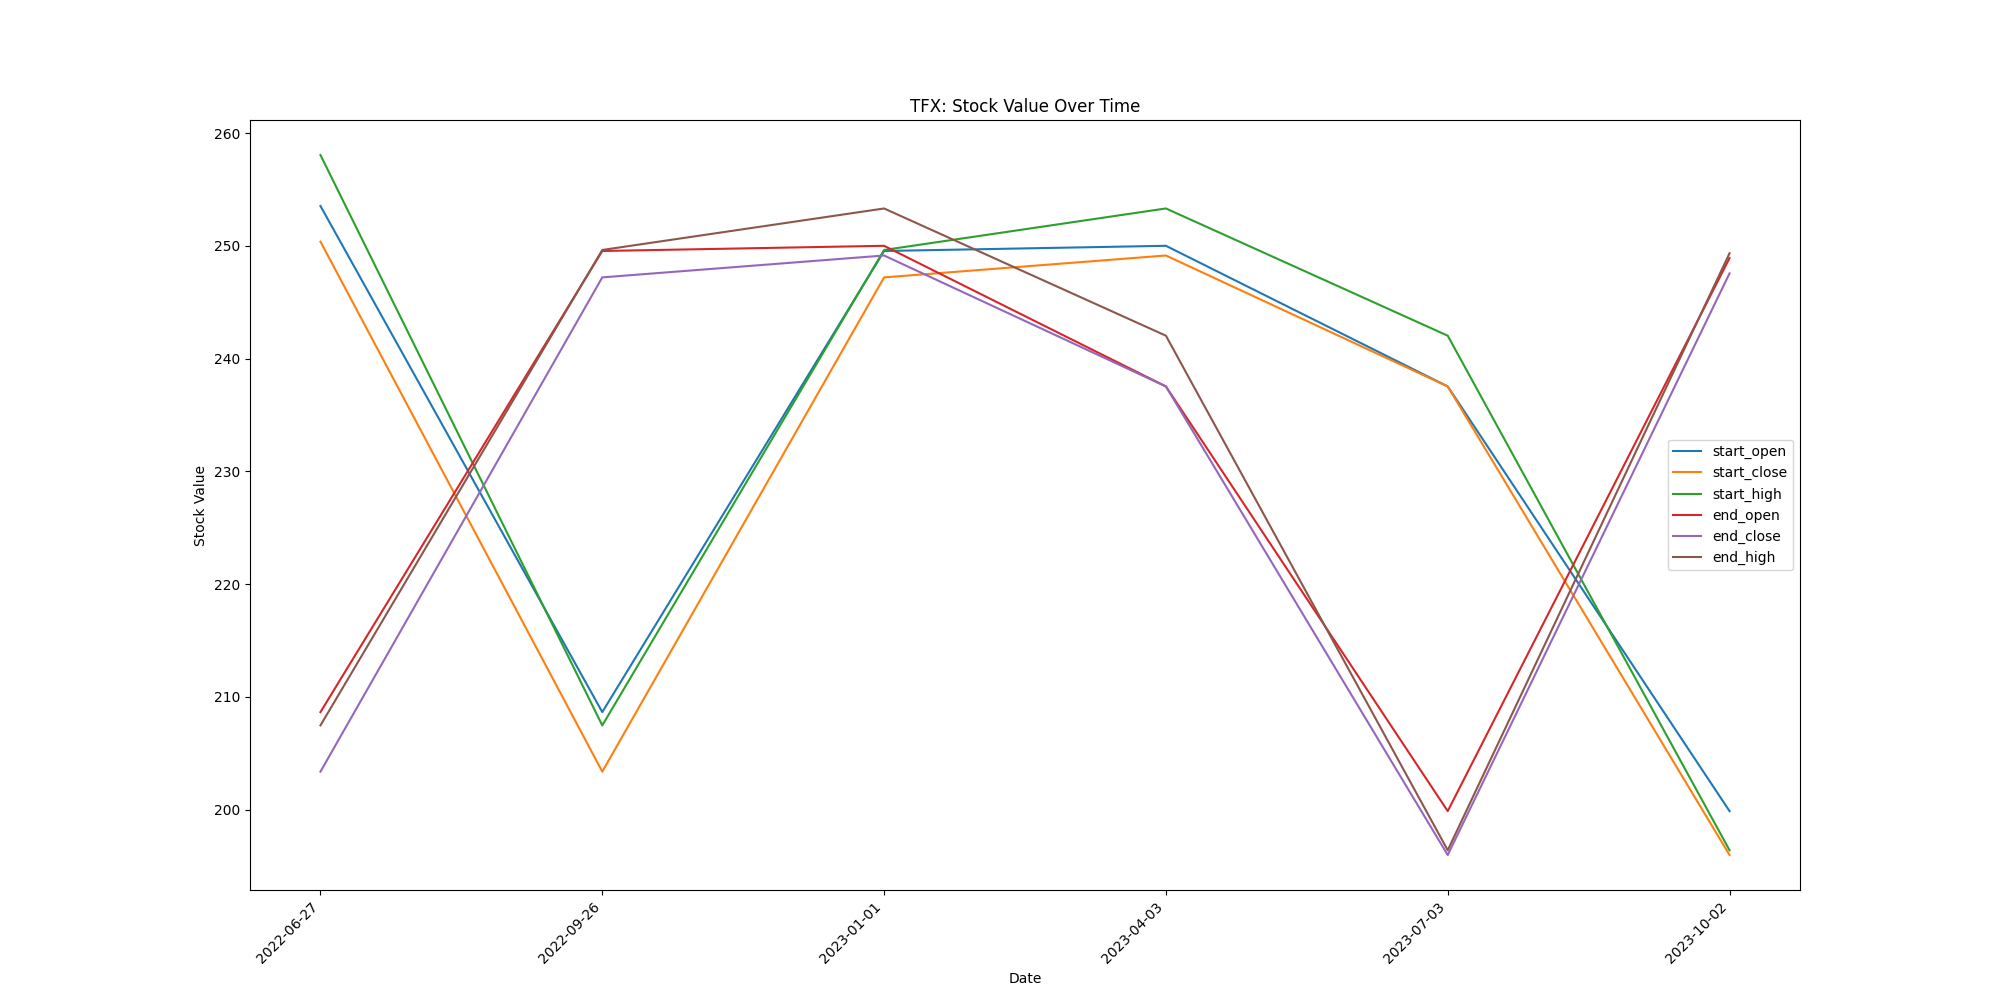 TFX: Stock Value Over Time
Stock Value
260
250
240
230
220
210
200
start_open
start_close
start_high
end_open
end_close
end_high
2022-06-27
2022-09-26
2023-01-01
2023-04-03
2023-07-03
2023-10-02
Date